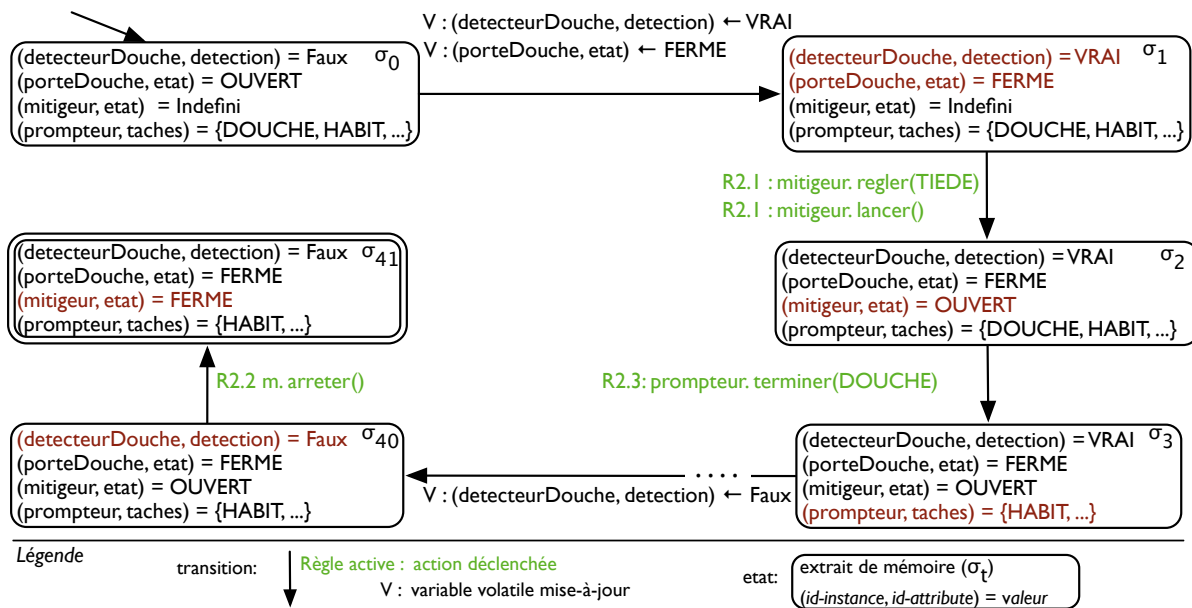 V : (detecteurDouche, detection) ← VRAI
V : (porteDouche, etat) ← FERME
(detecteurDouche, detection) = Faux σ0
(porteDouche, etat) = OUVERT
(mitigeur, etat) = Indefini
(prompteur, taches) = {DOUCHE, HABIT, ...}
(detecteurDouche, detection) = VRAI σ1
(porteDouche, etat) = FERME
(mitigeur, etat) = Indefini
(prompteur, taches) = {DOUCHE, HABIT, ...}
R2.1 : mitigeur. regler(TIEDE)
R2.1 : mitigeur. lancer()
(detecteurDouche, detection) = Faux σ41
(porteDouche, etat) = FERME
(mitigeur, etat) = FERME
(prompteur, taches) = {HABIT, ...}
(detecteurDouche, detection) = VRAI σ2
(porteDouche, etat) = FERME
(mitigeur, etat) = OUVERT
(prompteur, taches) = {DOUCHE, HABIT, ...}
R2.2 m. arreter()
R2.3: prompteur. terminer(DOUCHE)
(detecteurDouche, detection) = Faux σ40
(porteDouche, etat) = FERME
(mitigeur, etat) = OUVERT
(prompteur, taches) = {HABIT, ...}
....
V : (detecteurDouche, detection) ← Faux
(detecteurDouche, detection) = VRAI σ3
(porteDouche, etat) = FERME
(mitigeur, etat) = OUVERT
(prompteur, taches) = {HABIT, ...}
Légende
transition:
Règle active : action déclenchée
V : variable volatile mise-à-jour
etat:
extrait de mémoire (σt)
(id-instance, id-attribute) = valeur